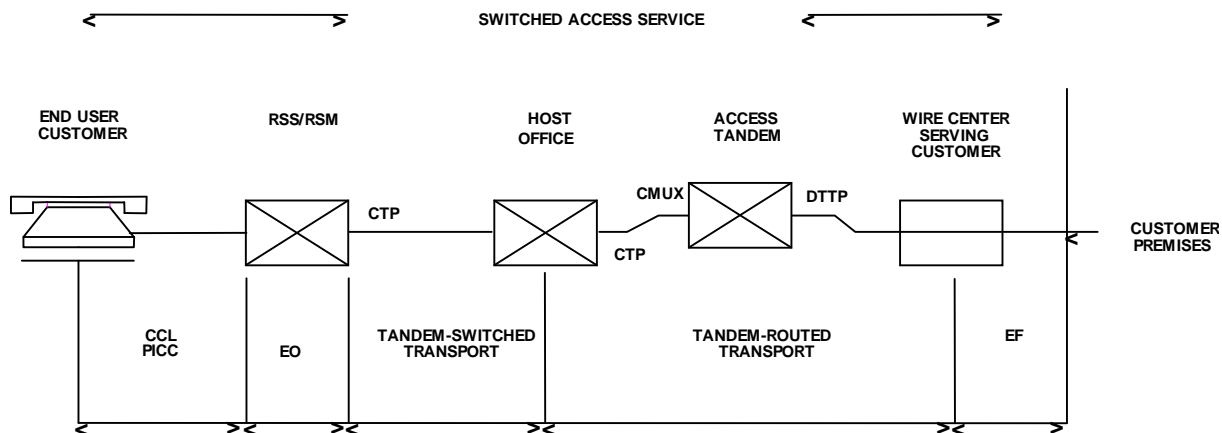 SWITCHED ACCESS SERVICE
END USER
CUSTOMER
RSS/RSM
HOST
OFFICE
ACCESS
TANDEM
WIRE CENTER
SERVING
CUSTOMER
CTP
CMUX
CTP
DTTP
CUSTOMER
PREMISES
CCL
PICC
EO
TANDEM-SWITCHED
TRANSPORT
TANDEM-ROUTED
TRANSPORT
EF